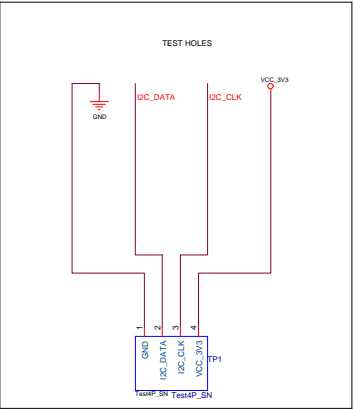 TEST HOLES
VCC_3V3
I2C_DATA
I2C_CLK
GND
1
2
3
4
GND
I2C_DATA
I2C_CLK
VCC_3V3
TP1
Test4P_SN
Test4P_SN